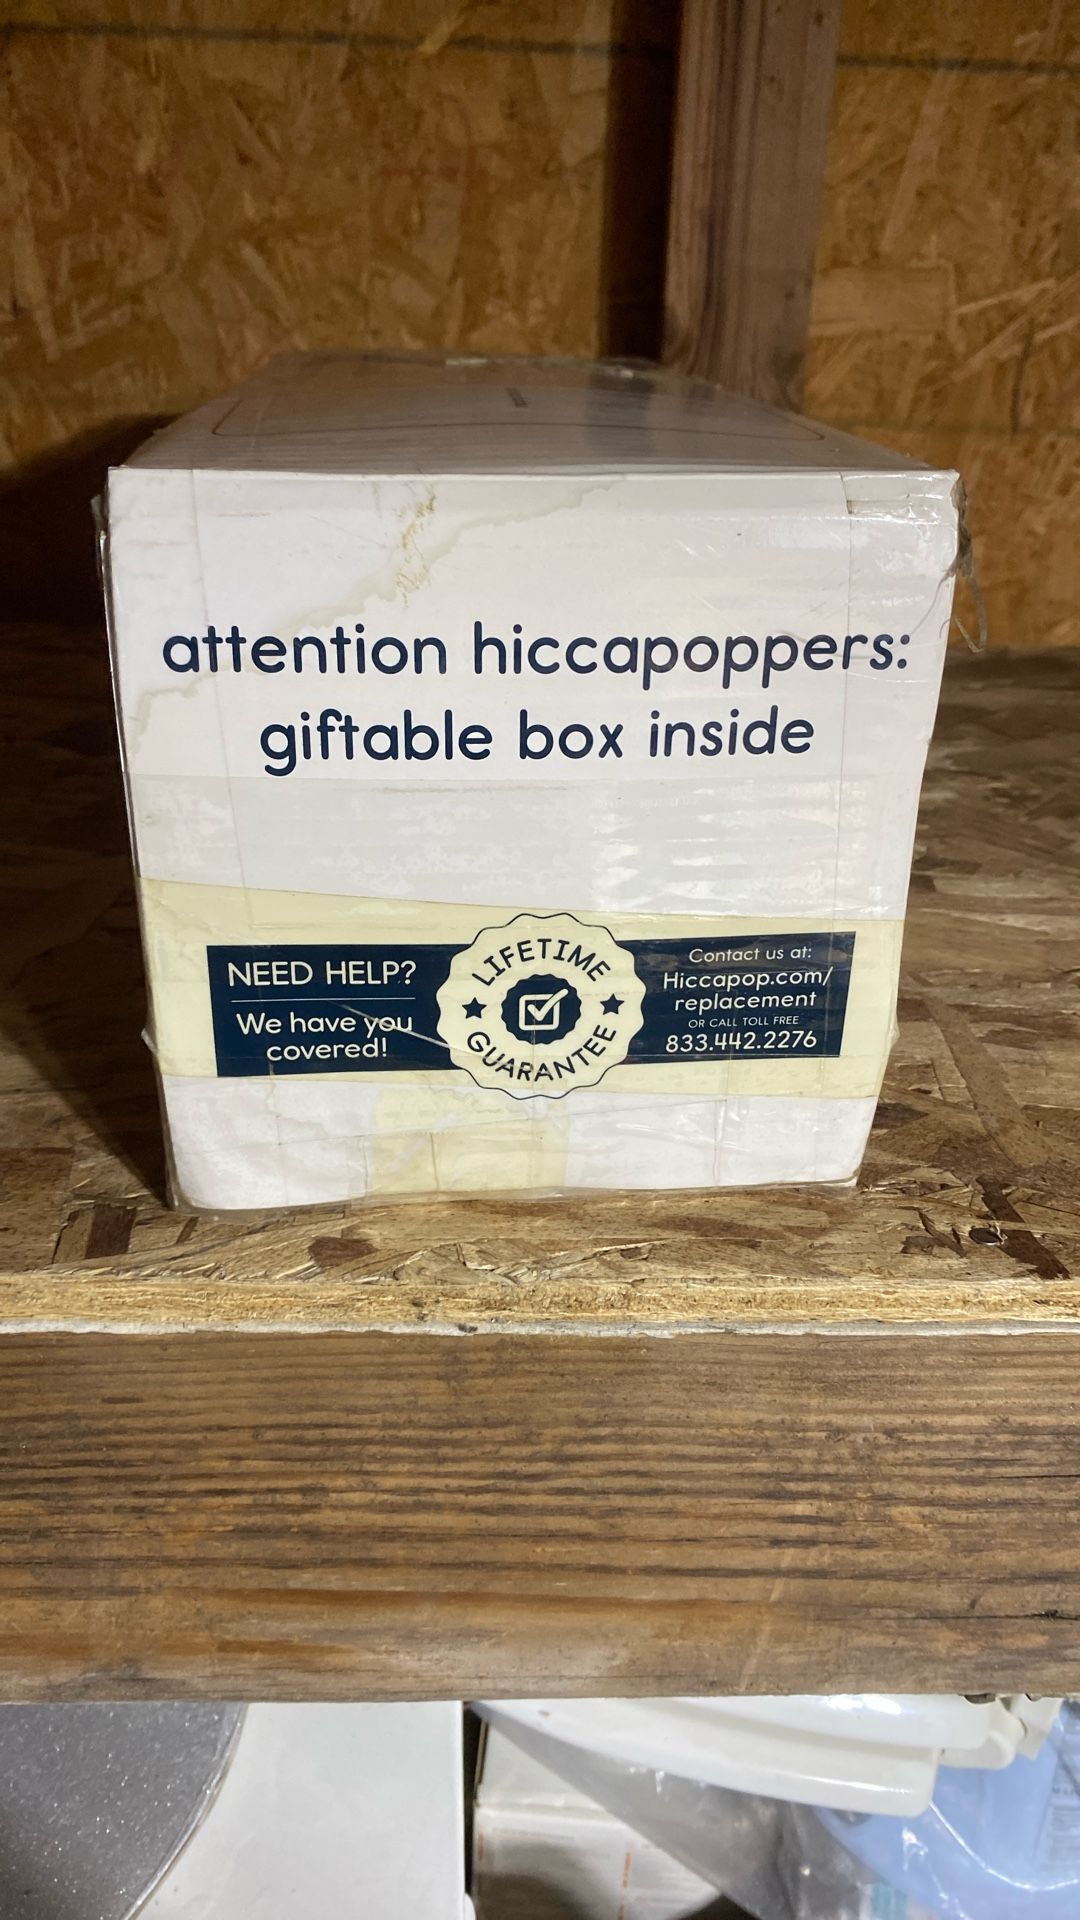 attention hiccapoppers:
giftable box inside
NEED HELP?
We have you
covered!
LIFETIME
GUARANTEE
Contact us at:
Hiccapop.com/
replacement
OR CALL TOLL FREE
833.442.2276